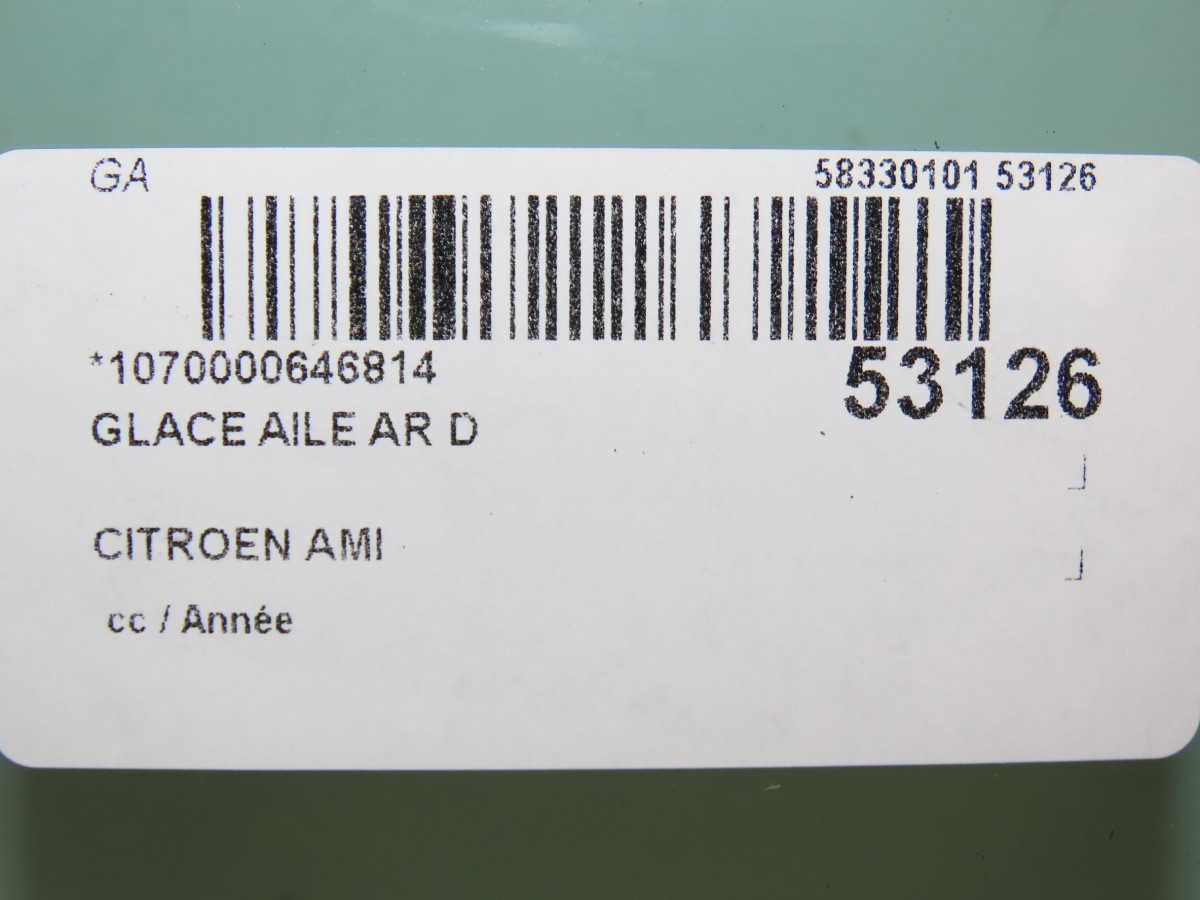 GA
58330101 53126
*1070000646814
53126
GLACE AILE AR D
CITROEN AMI
cc / Année